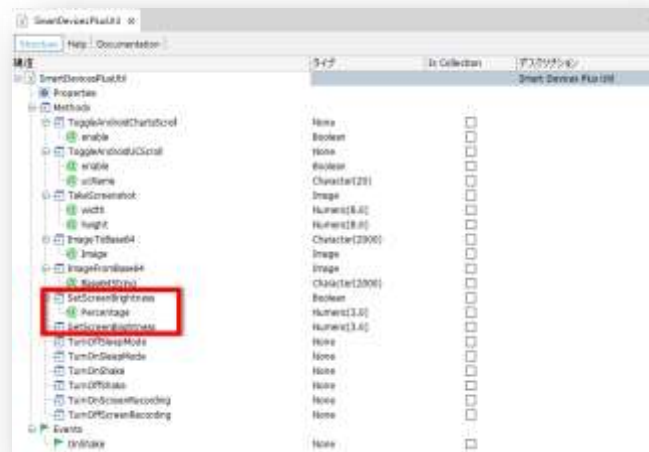 SmartDevicesPlusUtil
Structure Help Documentation
構造 タイプ Is Collection デスクリプション
SmartDevicesPlusUtil Smart Devices Plus Util
Properties
Methods
ToggleAndroidChartsScroll None
enable Boolean
ToggleAndroidUCScroll None
enable Boolean
ucName Character(20)
TakeScreenshot Image
width Numeric(8.0)
height Numeric(8.0)
ImageToBase64 Character(2000)
Image Image
ImageFromBase64 Image
Base64String Character(2000)
SetScreenBrightness Boolean
Percentage Numeric(3.0)
GetScreenBrightness Numeric(3.0)
TurnOffSleepMode None
TurnOnSleepMode None
TurnOnShake None
TurnOffShake None
TurnOnScreenRecording None
TurnOffScreenRecording None
Events
OnShake None